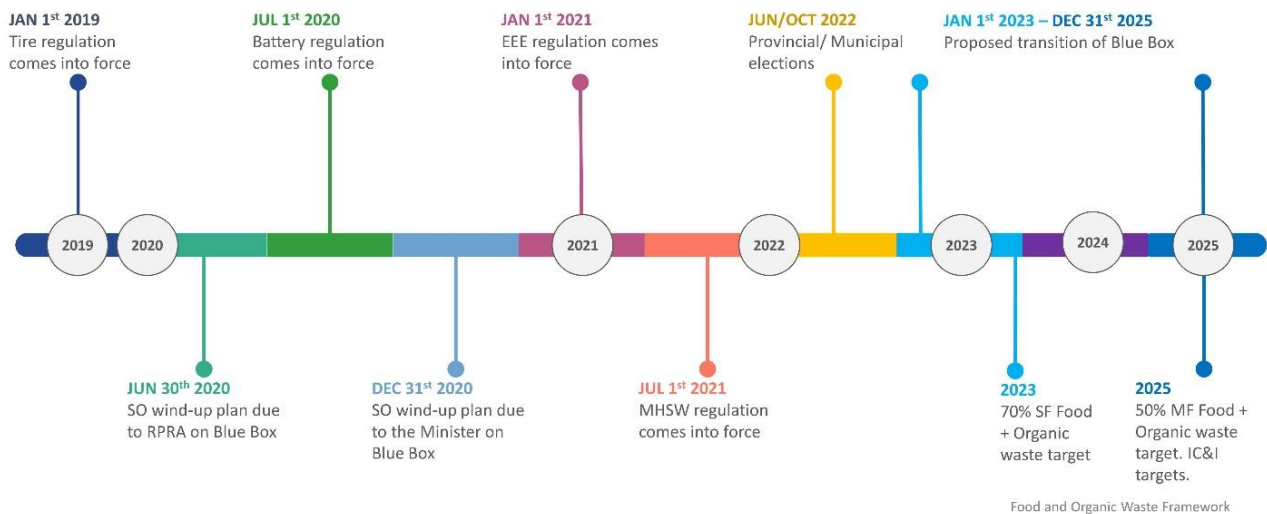 JAN 1st 2019
Tire regulation
comes into force
JUL 1st 2020
Battery regulation
comes into force
JAN 1st 2021
EEE regulation comes
into force
JUN/OCT 2022
Provincial/ Municipal
elections
JAN 1st 2023 – DEC 31st 2025
Proposed transition of Blue Box
2019
2020
2021
2022
2023
2024
2025
JUN 30th 2020
SO wind-up plan due
to RPRA on Blue Box
DEC 31st 2020
SO wind-up plan due
to the Minister on
Blue Box
JUL 1st 2021
MHSW regulation
comes into force
2023
70% SF Food
+ Organic
waste target
2025
50% MF Food +
Organic waste
target. IC&I
targets.
Food and Organic Waste Framework